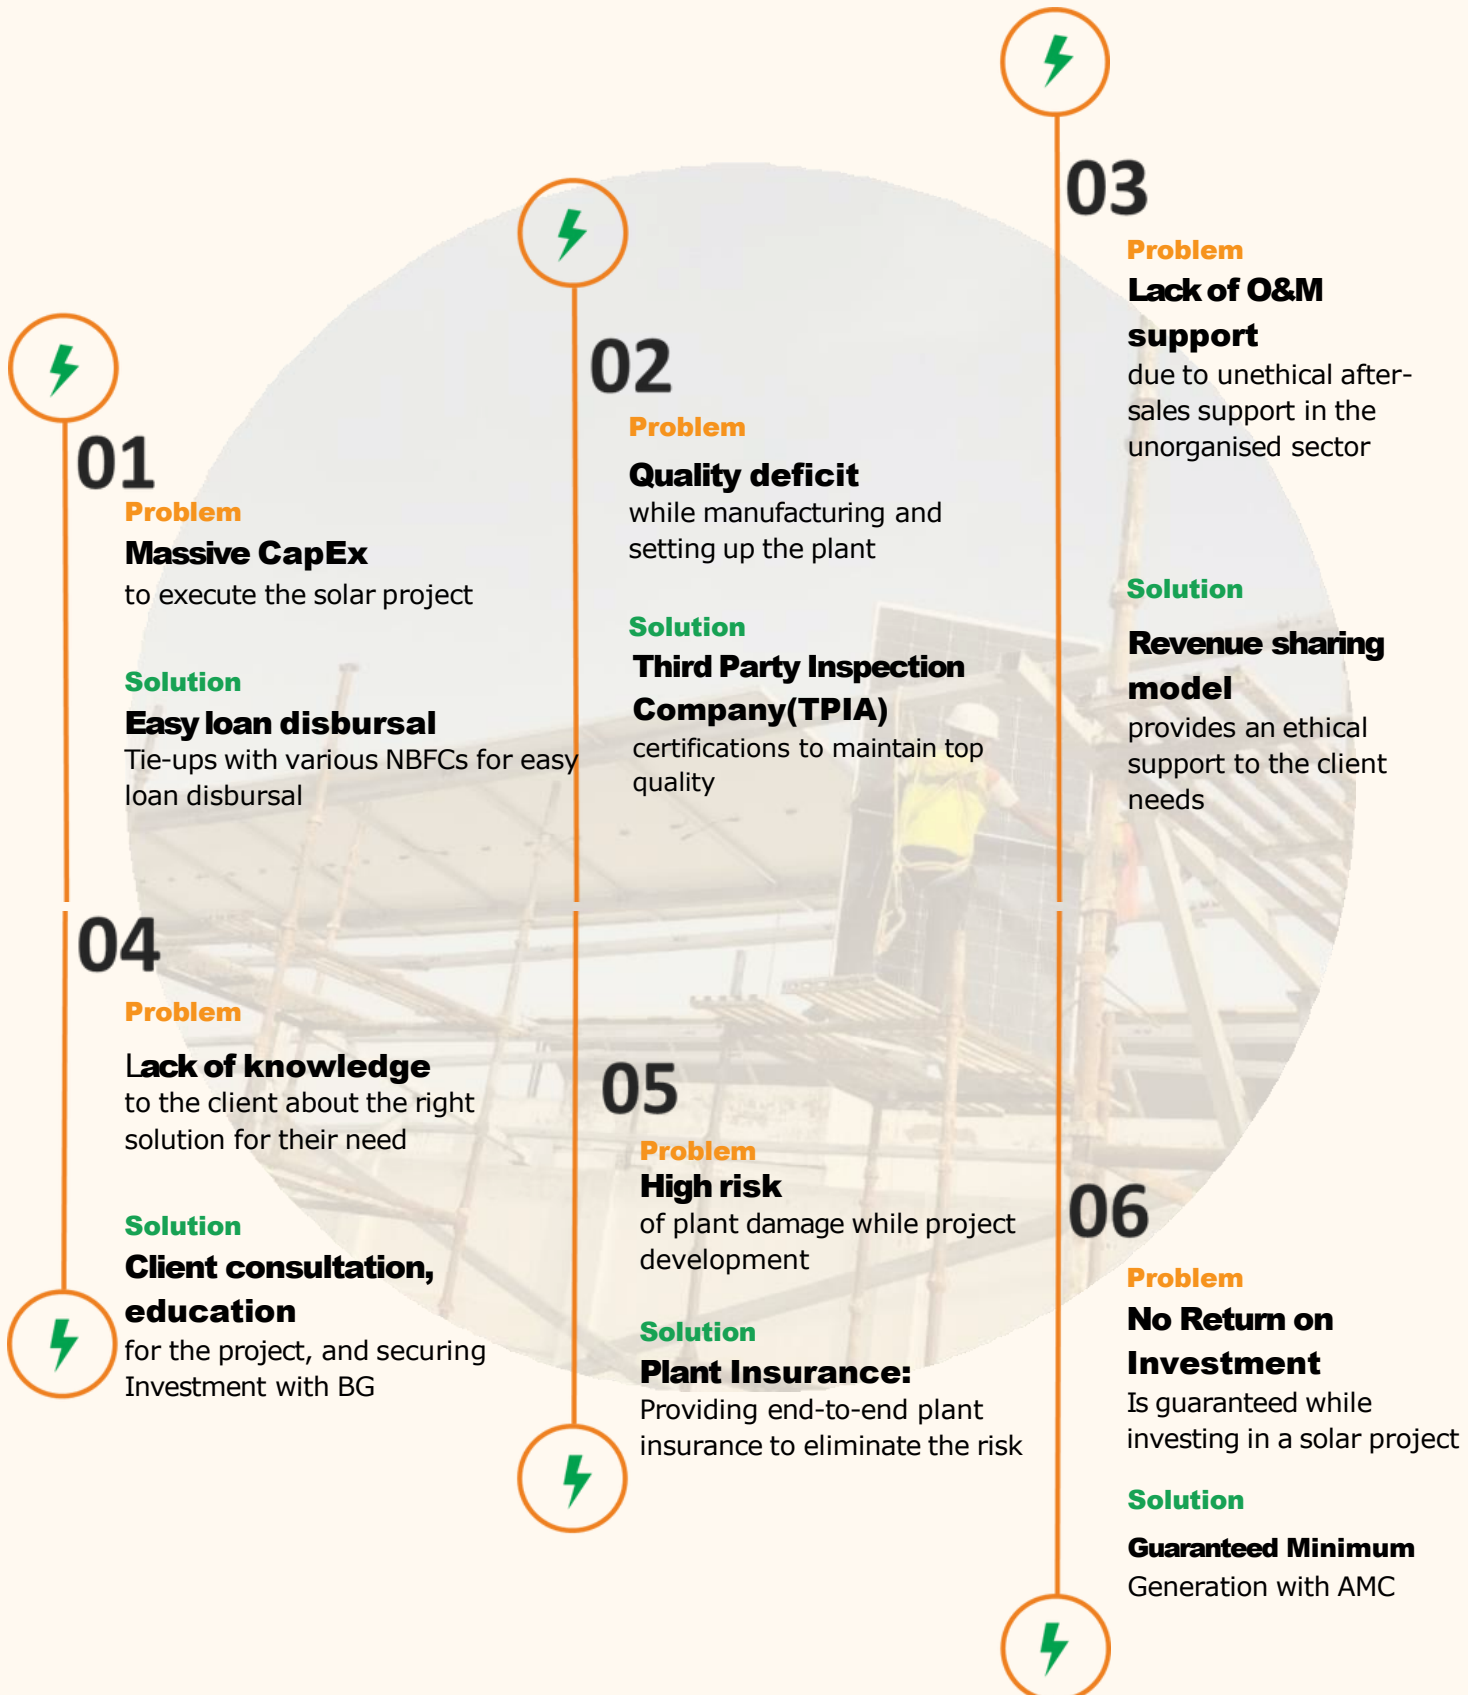 01
Problem
Massive CapEx
to execute the solar project
Solution
Easy loan disbursal
Tie-ups with various NBFCs for easy
loan disbursal
02
Problem
Quality deficit
while manufacturing and
setting up the plant
Solution
Third Party Inspection
Company(TPIA)
certifications to maintain top
quality
03
Problem
Lack of O&M
support
due to unethical after-
sales support in the
unorganised sector
Solution
Revenue sharing
model
provides an ethical
support to the client
needs
04
Problem
Lack of knowledge
to the client about the right
solution for their need
Solution
Client consultation,
education
for the project, and securing
Investment with BG
05
Problem
High risk
of plant damage while project
development
Solution
Plant Insurance:
Providing end-to-end plant
insurance to eliminate the risk
06
Problem
No Return on
Investment
Is guaranteed while
investing in a solar project
Solution
Guaranteed Minimum
Generation with AMC